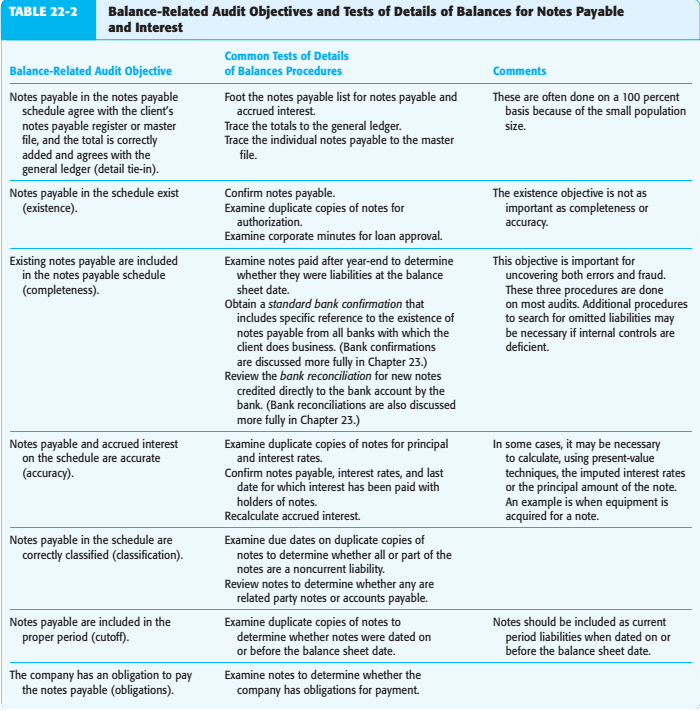 TABLE 22-2
Balance-Related Audit Objectives and Tests of Details of Balances for Notes Payable
and Interest
Balance-Related Audit Objective
Common Tests of Details
of Balances Procedures
Comments
Notes payable in the notes payable
schedule agree with the client's
notes payable register or master
file, and the total is correctly
added and agrees with the
general ledger (detail tie-in).
Foot the notes payable list for notes payable and
accrued interest.
Trace the totals to the general ledger.
Trace the individual notes payable to the master
file.
These are often done on a 100 percent
basis because of the small population
size.
Notes payable in the schedule exist
(existence).
Confirm notes payable.
Examine duplicate copies of notes for
authorization.
Examine corporate minutes for loan approval.
The existence objective is not as
important as completeness or
accuracy.
Existing notes payable are included
in the notes payable schedule
(completeness).
Examine notes paid after year-end to determine
whether they were liabilities at the balance
sheet date.
Obtain a standard bank confirmation that
includes specific reference to the existence of
notes payable from all banks with which the
client does business. (Bank confirmations
are discussed more fully in Chapter 23.)
Review the bank reconciliation for new notes
credited directly to the bank account by the
bank. (Bank reconciliations are also discussed
more fully in Chapter 23.)
This objective is important for
uncovering both errors and fraud.
These three procedures are done
on most audits. Additional procedures
to search for omitted liabilities may
be necessary if internal controls are
deficient.
Notes payable and accrued interest
on the schedule are accurate
(accuracy).
Examine duplicate copies of notes for principal
and interest rates.
Confirm notes payable, interest rates, and last
date for which interest has been paid with
holders of notes.
Recalculate accrued interest.
In some cases, it may be necessary
to calculate, using present-value
techniques, the imputed interest rates
or the principal amount of the note.
An example is when equipment is
acquired for a note.
Notes payable in the schedule are
correctly classified (classification).
Examine due dates on duplicate copies of
notes to determine whether all or part of the
notes are a noncurrent liability.
Review notes to determine whether any are
related party notes or accounts payable.
Notes payable are included in the
proper period (cutoff).
Examine duplicate copies of notes to
determine whether notes were dated on
or before the balance sheet date.
Notes should be included as current
period liabilities when dated on or
before the balance sheet date.
The company has an obligation to pay
the notes payable (obligations).
Examine notes to determine whether the
company has obligations for payment.